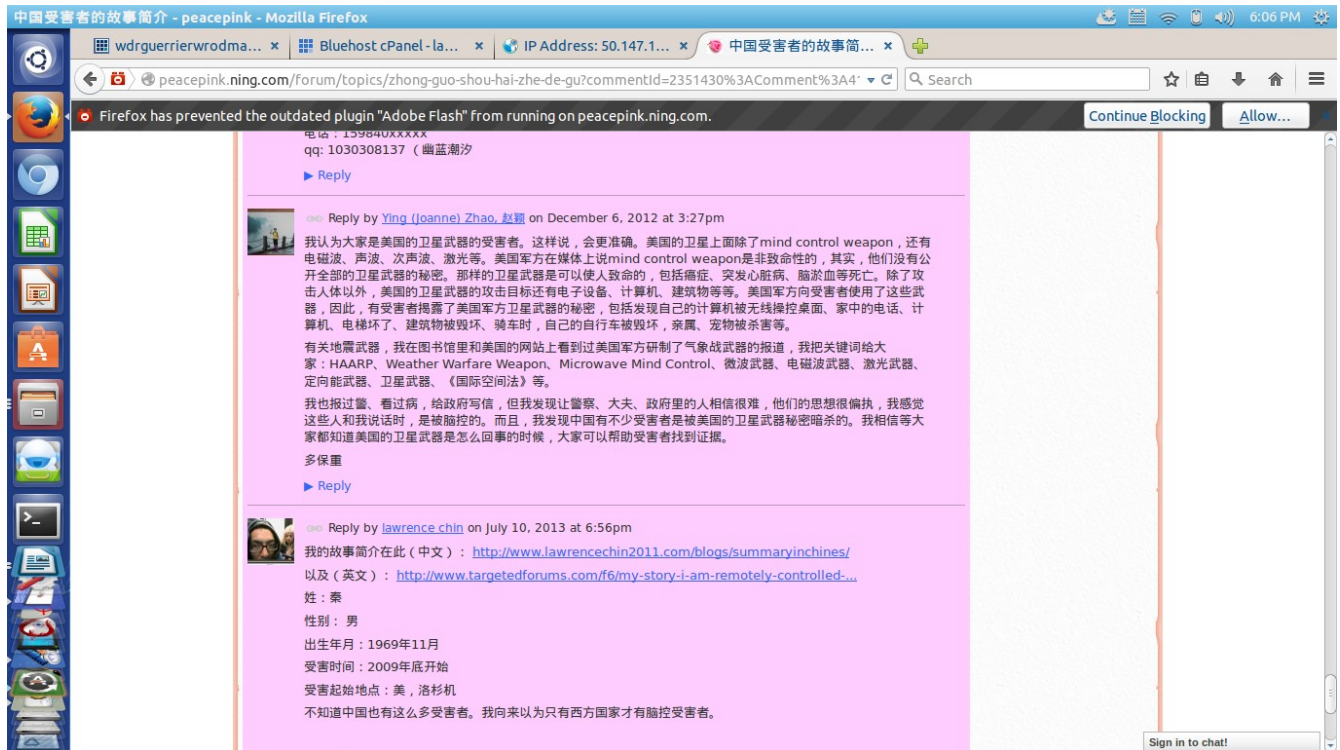 中国受害者的故事简介 - peacepink - Mozilla Firefox
6:06 PM
wdrguerrierwrodma...
Bluehost cPanel - la...
IP Address: 50.147.1...
中国受害者的故事简...
peacepink.ning.com/forum/topics/zhong-guo-shou-hai-zhe-de-gu?commentId=2351430%3AComment%3A4
Search
Firefox has prevented the outdated plugin "Adobe Flash" from running on peacepink.ning.com.
Continue Blocking
Allow...
电话：159840xxxxx
qq: 1030308137 （ 幽蓝潮汐
▶ Reply
Reply by Ying (Joanne) Zhao, 赵颖 on December 6, 2012 at 3:27pm
我认为大家是美国的卫星武器的受害者。这样说，会更准确。美国的卫星上面除了mind control weapon，还有
电磁波、声波、次声波、激光等。美国军方在媒体上说mind control weapon是非致命性的，其实，他们没有公
开全部的卫星武器的秘密。那样的卫星武器是可以使人致命的，包括癌症、突发心脏病、脑淤血等死亡。除了攻
击人体以外，美国的卫星武器的攻击目标还有电子设备、计算机、建筑物等等。美国军方向受害者使用了这些武
器，因此，有受害者揭露了美国军方卫星武器的秘密，包括发现自己的计算机被无线操控桌面、家中的电话、计
算机、电梯坏了、建筑物被毁坏、骑车时，自己的自行车被毁坏，亲属、宠物被杀害等。
有关地震武器，我在图书馆里和美国的网站上看到过美国军方研制了气象战武器的报道，我把关键词给大
家：HAARP、Weather Warfare Weapon、Microwave Mind Control、微波武器、电磁波武器、激光武器、
定向能武器、卫星武器、《国际空间法》等。
我也报过警、看过病，给政府写信，但我发现让警察、大夫、政府里的人相信很难，他们的思想很偏执，我感觉
这些人和我说话时，是被脑控的。而且，我发现中国有不少受害者是被美国的卫星武器秘密暗杀的。我相信等大
家都知道美国的卫星武器是怎么回事的时候，大家可以帮助受害者找到证据。
多保重
▶ Reply
Reply by lawrence chin on July 10, 2013 at 6:56pm
我的故事简介在此（中文）：http://www.lawrencechin2011.com/blogs/summaryinchines/
以及（英文）：http://www.targetedforums.com/f6/my-story-i-am-remotely-controlled-...
姓：秦
性别： 男
出生年月：1969年11月
受害时间：2009年底开始
受害起始地点：美，洛杉机
不知道中国也有这么多受害者。我向来以为只有西方国家才有脑控受害者。
Sign in to chat!